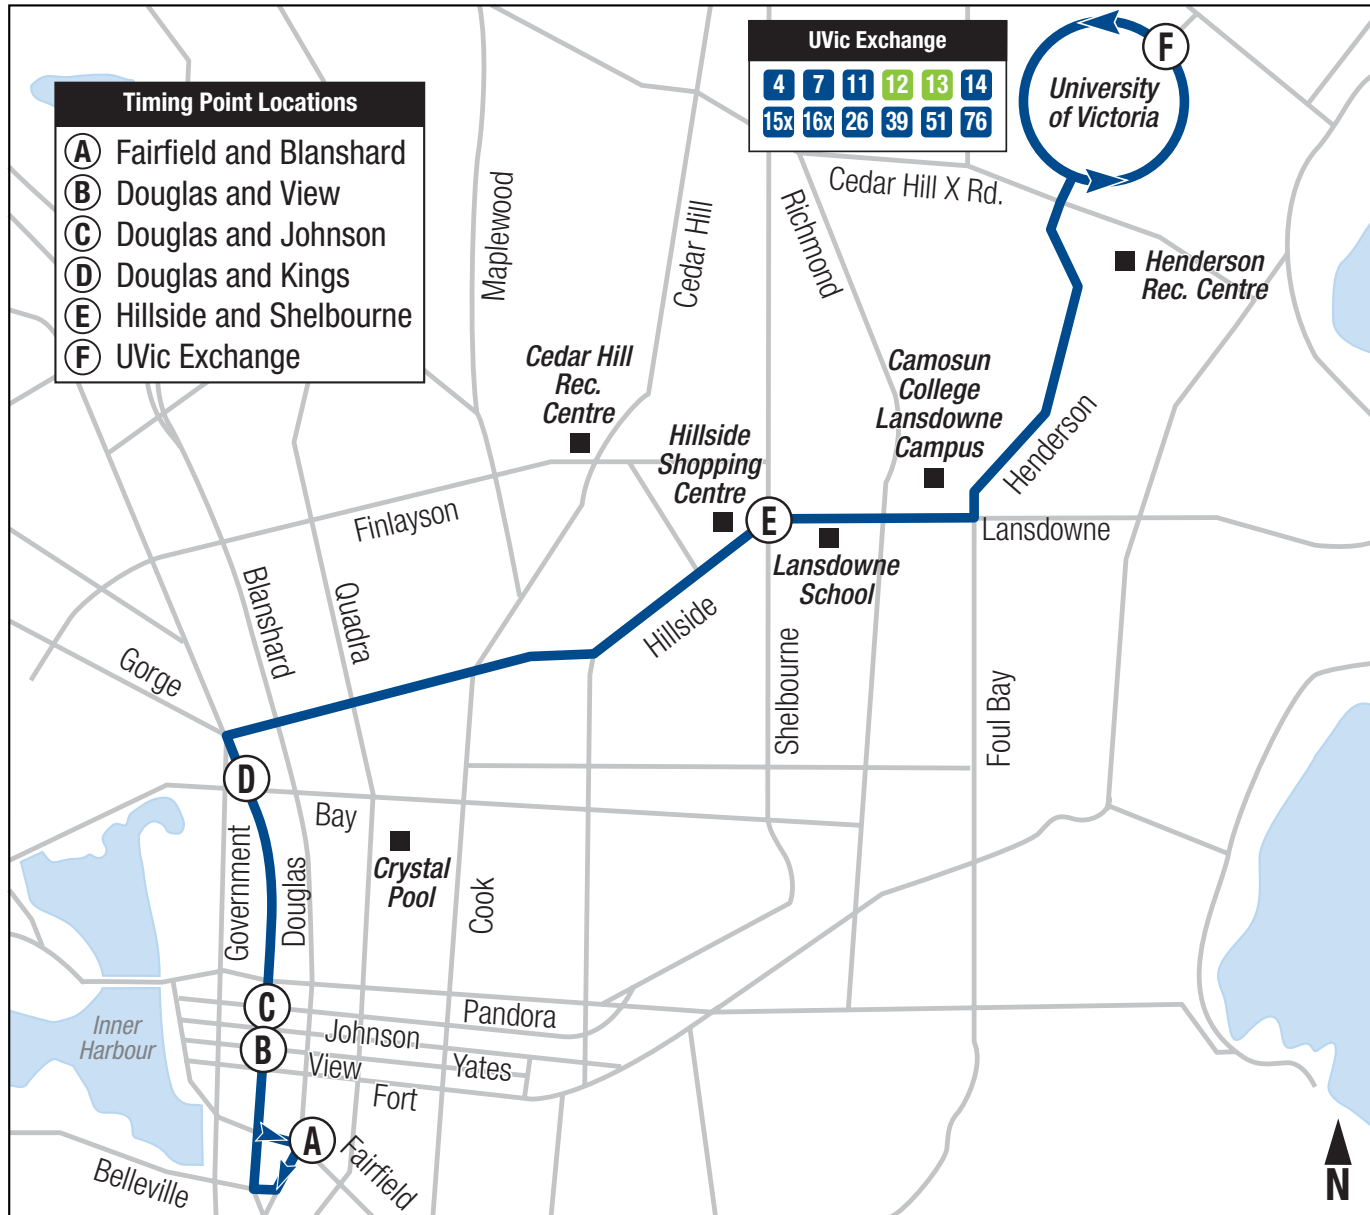 UVic Exchange
4 7 11 12 13 14
15x 16x 26 39 51 76
F
University
of Victoria
Timing Point Locations
A Fairfield and Blanshard
B Douglas and View
C Douglas and Johnson
D Douglas and Kings
E Hillside and Shelbourne
F UVic Exchange
Cedar Hill X Rd.
Maplewood
Cedar Hill
Richmond
Henderson
Rec. Centre
Cedar Hill
Rec.
Centre
Camosun
College
Lansdowne
Campus
Hillside
Shopping
Centre
Henderson
E
Finlayson
Lansdowne
Lansdowne
School
Blanshard
Quadra
Hillside
Gorge
Shelbourne
Foul Bay
D
Bay
Crystal
Pool
Government
Douglas
Cook
C
Pandora
Inner
Harbour
Johnson
B
View
Yates
Fort
A
Fairfield
Belleville
N